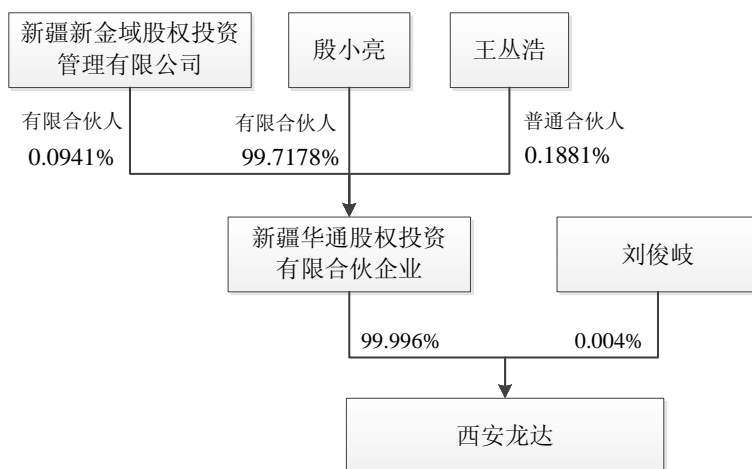 新疆新金域股权投资
管理有限公司
殷小亮
王丛浩
有限合伙人
0.0941%
有限合伙人
99.7178%
普通合伙人
0.1881%
新疆华通股权投资
有限合伙企业
刘俊岐
99.996%
0.004%
西安龙达